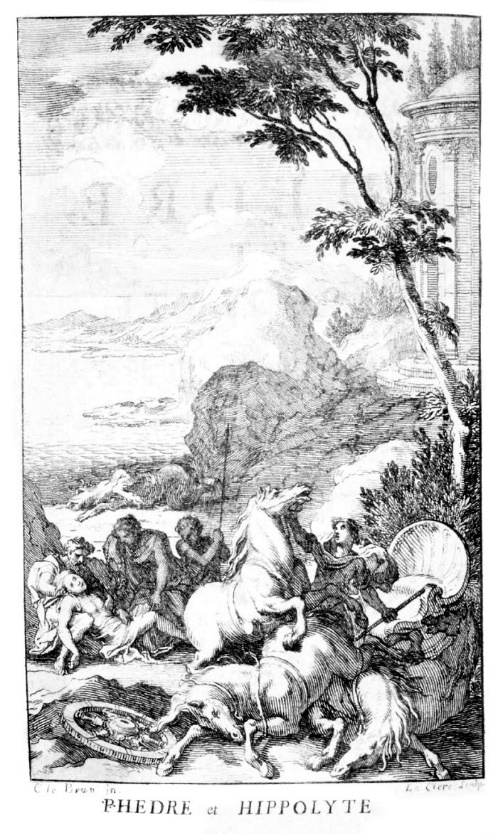 C. le Brun in.
Le Clerc Sculp.
PHEDRE et HIPPOLYTE